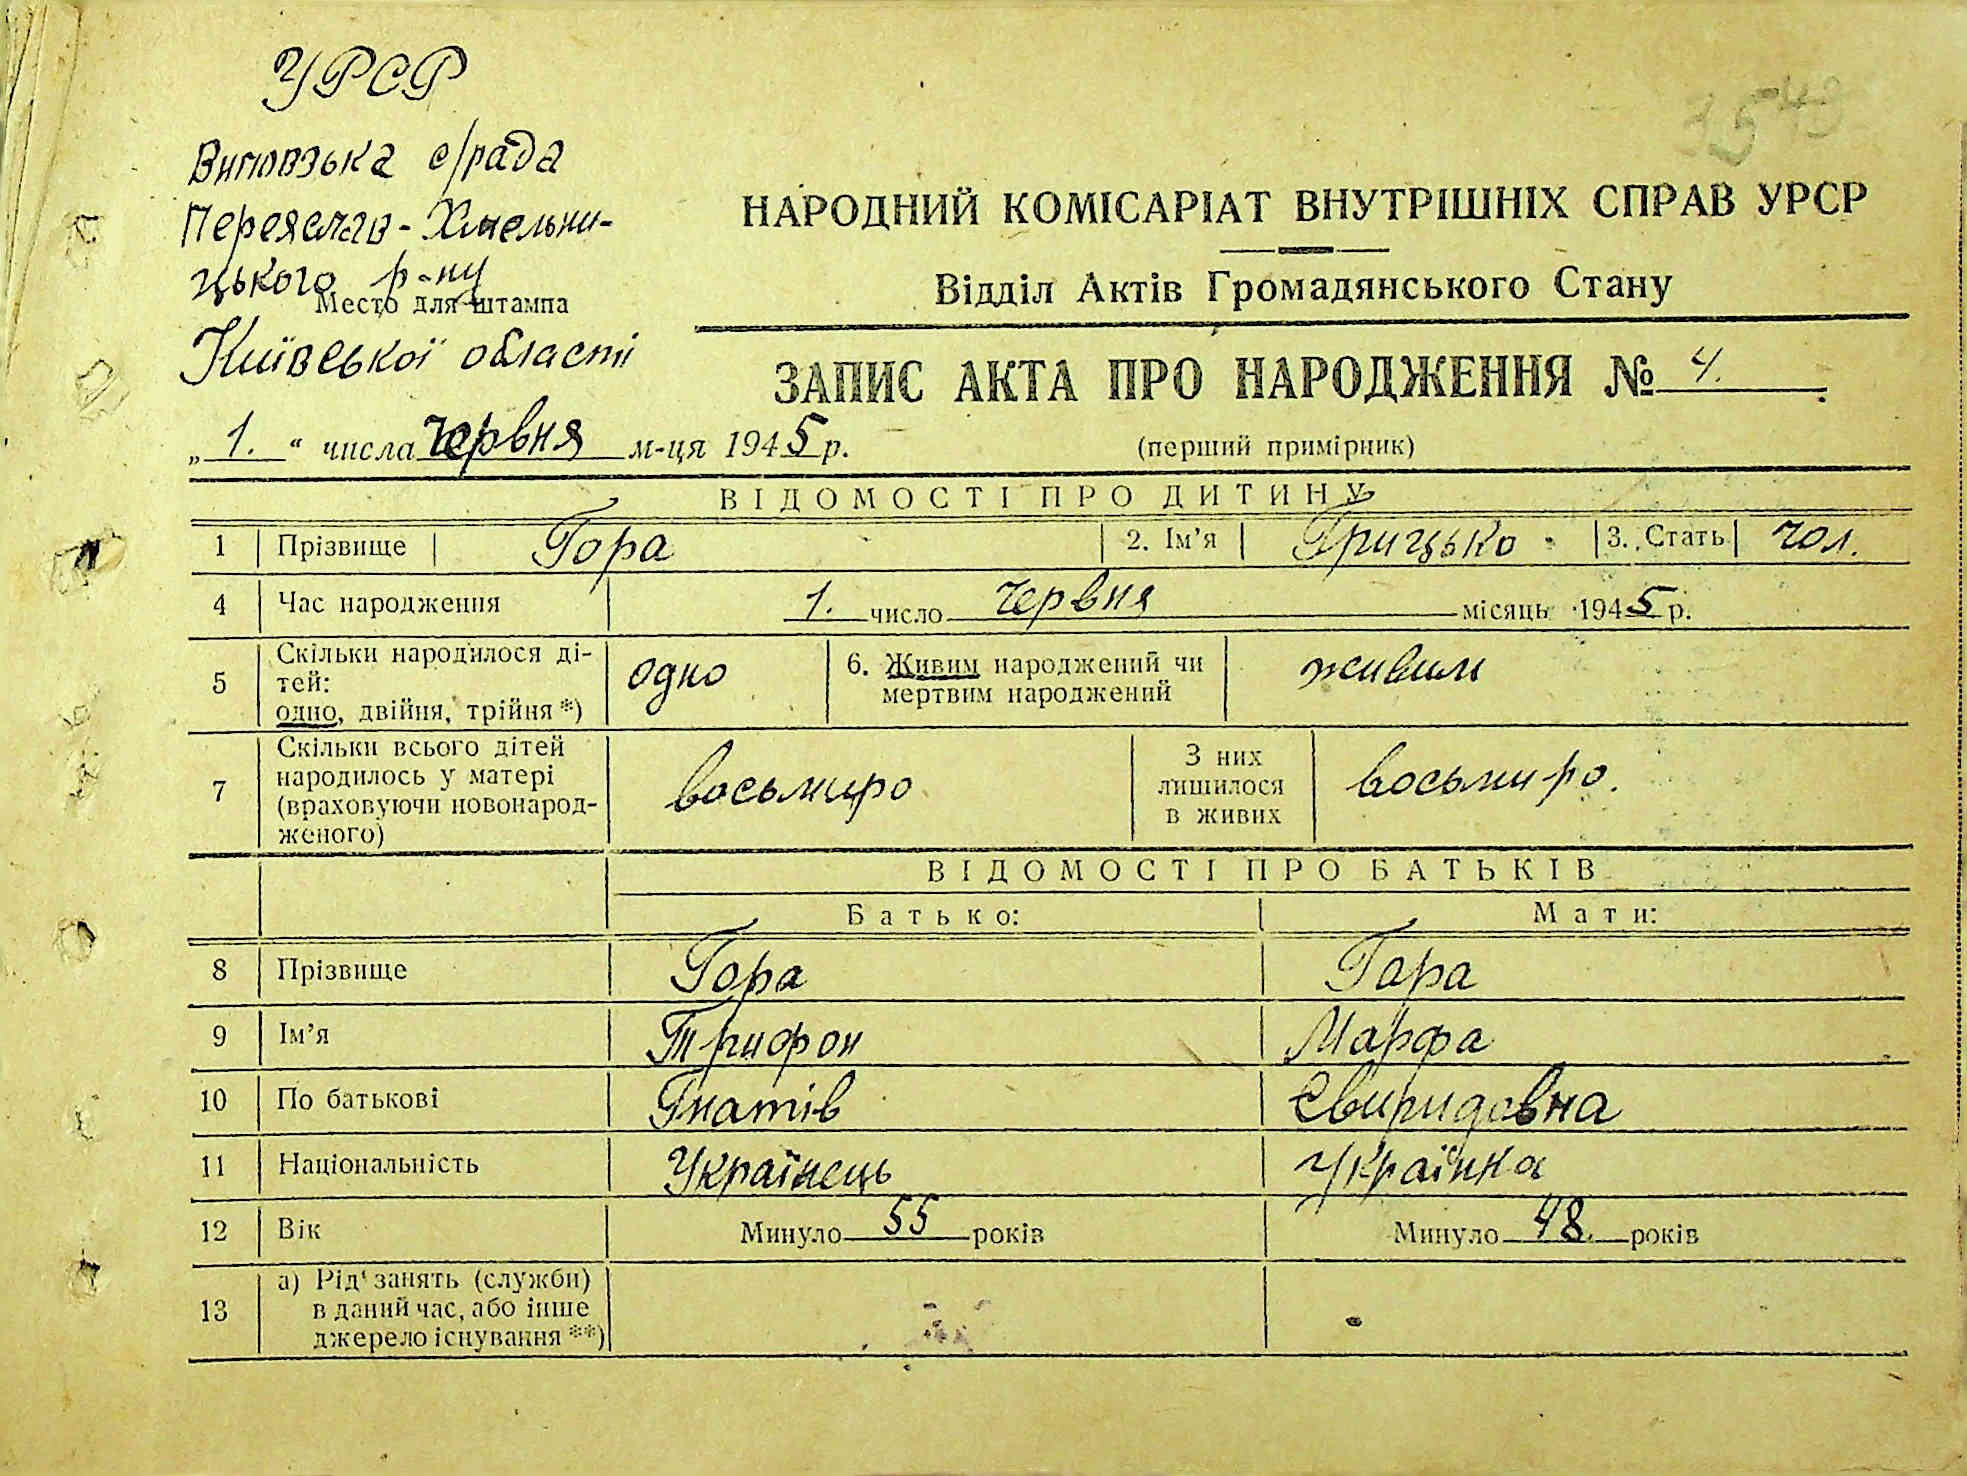 УРСР
Виповзька с/рада
Переяслав-Хмельни-
цького р-ну
Место для штампа
Київської області
„1.“ числа червня м-ця 1945 р.
3548
НАРОДНИЙ КОМІСАРІАТ ВНУТРІШНІХ СПРАВ УРСР
Відділ Актів Громадянського Стану
ЗАПИС АКТА ПРО НАРОДЖЕННЯ № 4.
(перший примірник)
ВІДОМОСТІ ПРО ДИТИНУ
1 Прізвище Гора 2. Ім’я Грицько 3. Стать чол.
4 Час народження 1. число червня місяць 1945 р.
5 Скільки народилося ді-
тей:
одно, двійня, трійня *) одно 6. Живим народжений чи
мертвим народжений живим
7 Скільки всього дітей
народилось у матері
(враховуючи новонарод-
женого) восьмиро З них
лишилося
в живих восьмиро.
ВІДОМОСТІ ПРО БАТЬКІВ
Батько: Мати:
8 Прізвище Гора Гора
9 Ім’я Трифон Марфа
10 По батькові Гнатів Свиридовна
11 Національність Українець Українка
12 Вік Минуло 55 років Минуло 48. років
13 а) Рід занять (служби)
в даний час, або інше
джерело існування **)